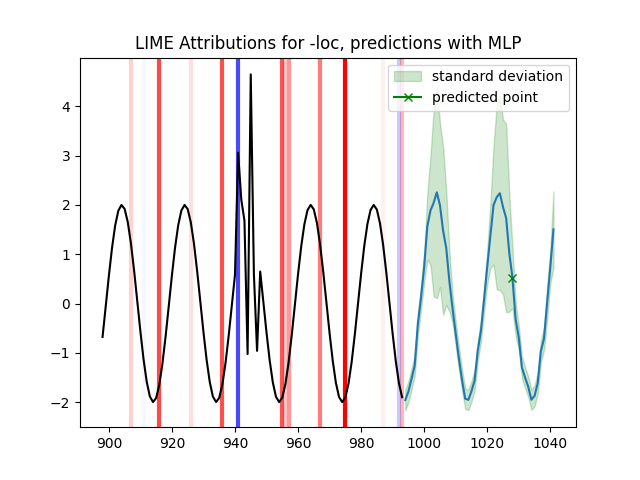 LIME Attributions for -loc, predictions with MLP
standard deviation
predicted point
4
3
2
1
0
−1
−2
900 920 940 960 980 1000 1020 1040